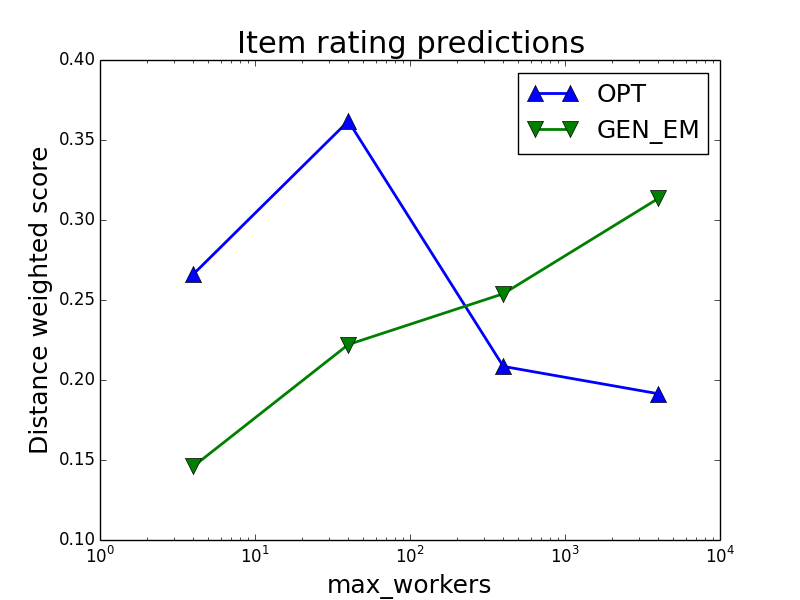 Item rating predictions
OPT
GEN_EM
Distance weighted score
0.40
0.35
0.30
0.25
0.20
0.15
0.10
10^0
10^1
10^2
10^3
10^4
max_workers